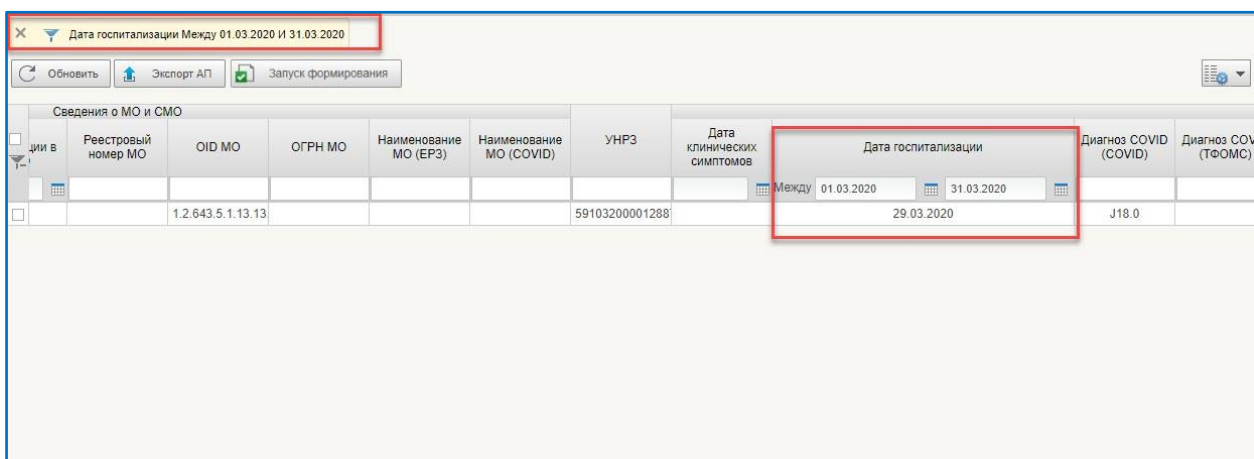 Дата госпитализации Между 01.03.2020 И 31.03.2020
Обновить Экспорт АП Запуск формирования
Сведения о МО и СМО
ции в Реестровый номер МО OID МО ОГРН МО Наименование МО (ЕРЗ) Наименование МО (COVID) УНРЗ Дата клинических симптомов Дата госпитализации Диагноз COVID (COVID) Диагноз COV (ТФОМС)
Между 01.03.2020 31.03.2020
1.2.643.5.1.13.13. 59103200001288 29.03.2020 J18.0